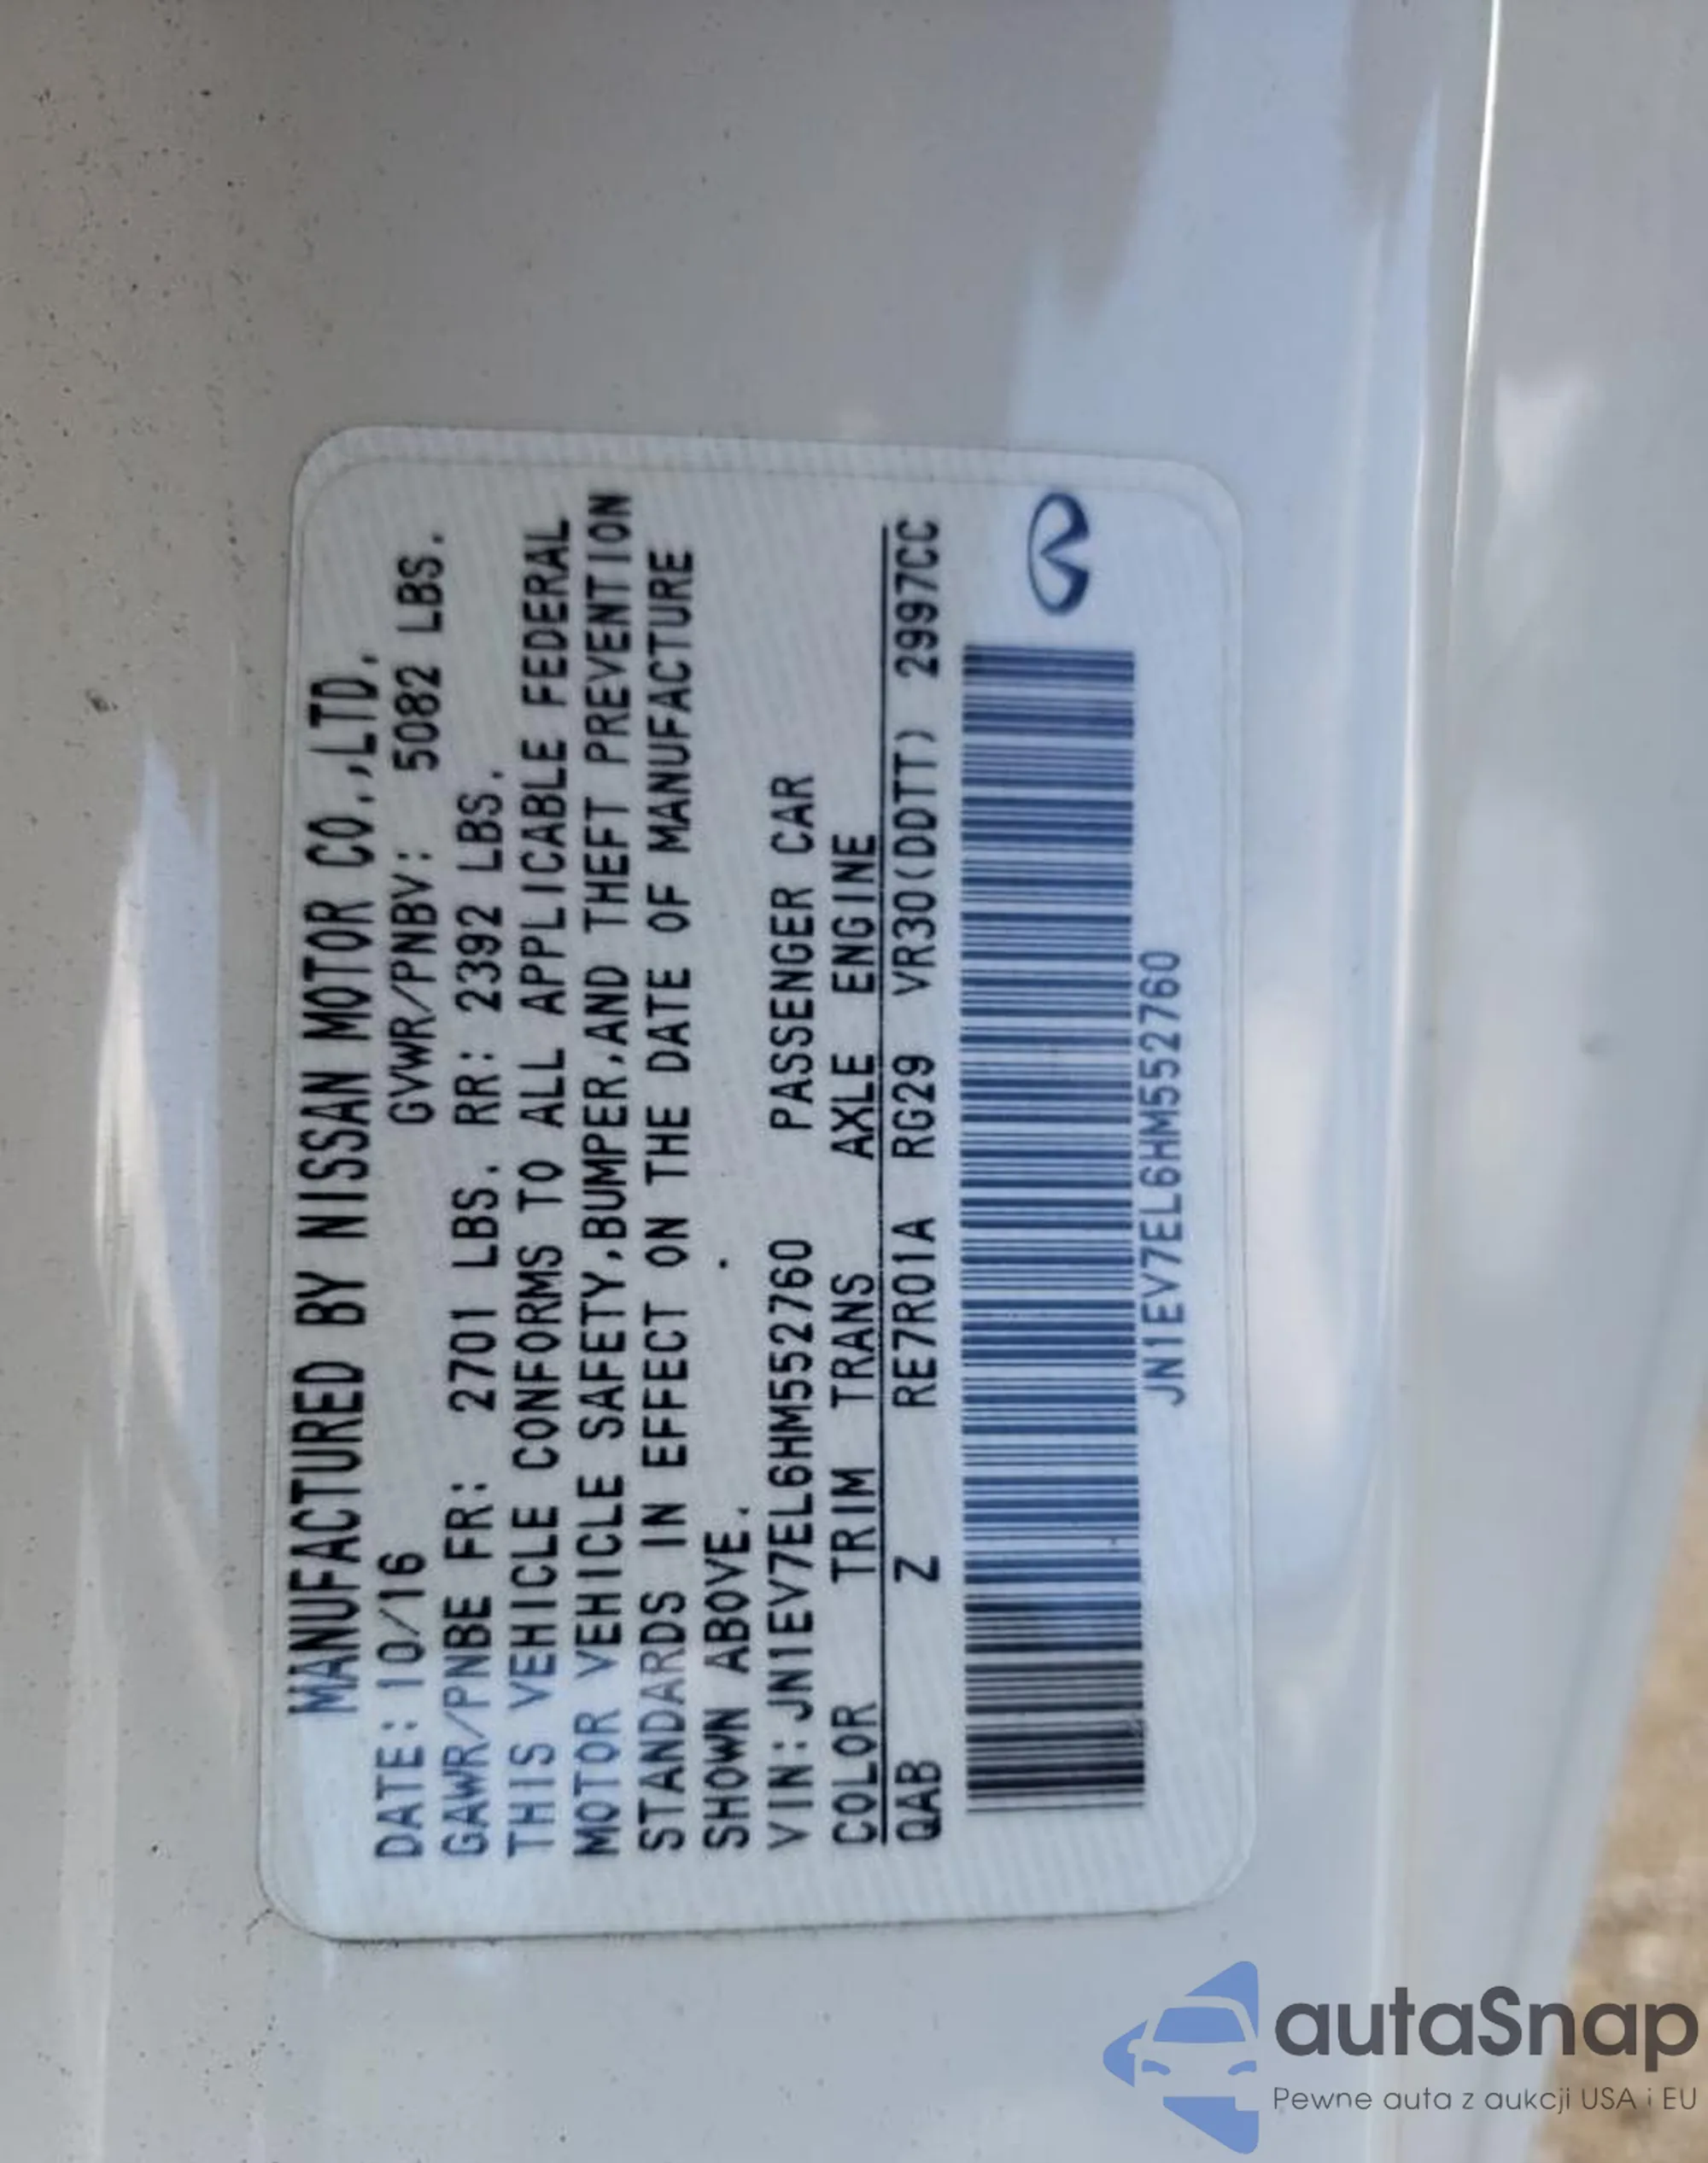 MANUFACTURED BY NISSAN MOTOR CO.,LTD.
DATE:10/16 GVWR/PNBV: 5082 LBS.
GAWR/PNBE FR: 2701 LBS. RR: 2392 LBS.
THIS VEHICLE CONFORMS TO ALL APPLICABLE FEDERAL
MOTOR VEHICLE SAFETY,BUMPER,AND THEFT PREVENTION
STANDARDS IN EFFECT ON THE DATE OF MANUFACTURE
SHOWN ABOVE.
VIN:JN1EV7EL6HM552760 PASSENGER CAR
COLOR TRIM TRANS AXLE ENGINE
QAB Z RE7R01A RG29 VR30(DDTT) 2997CC
JN1EV7EL6HM552760
autaSnap
Pewne auta z aukcji USA i EU